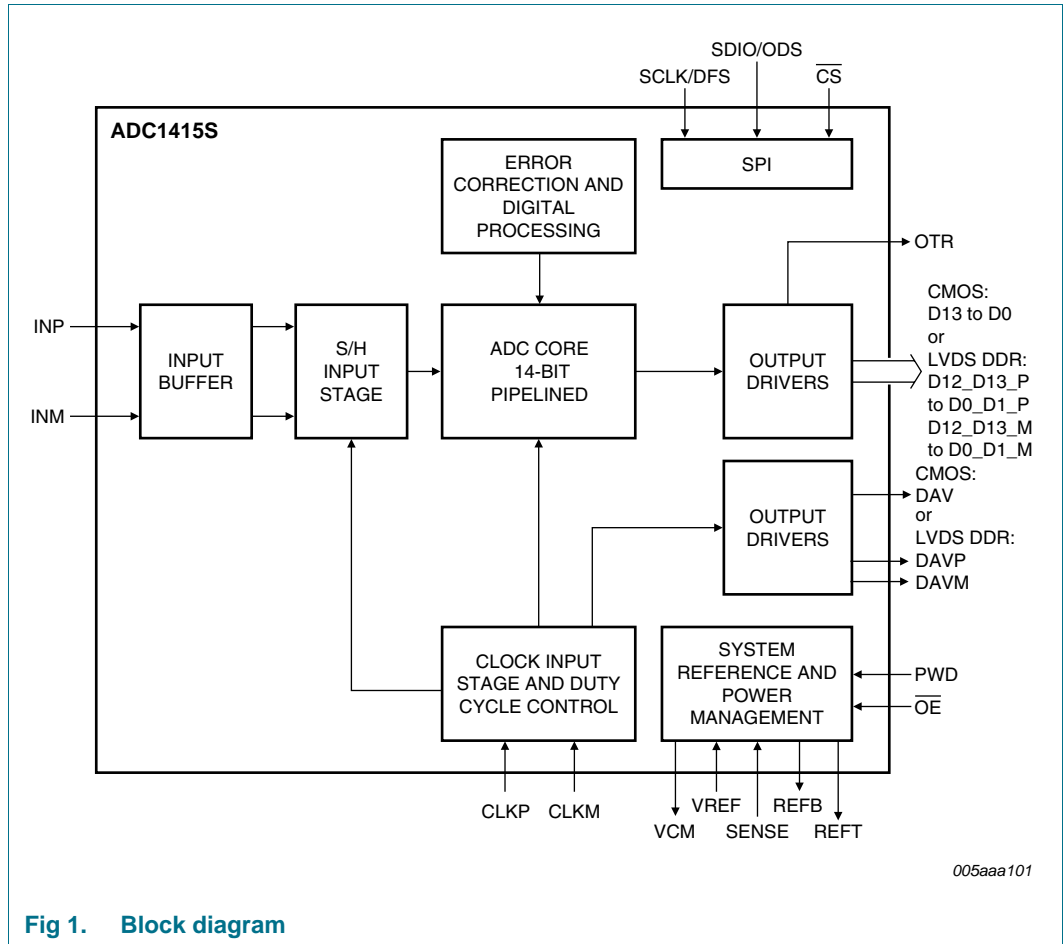 SDIO/ODS
SCLK/DFS
CS
ADC1415S
ERROR
CORRECTION AND
DIGITAL
PROCESSING
SPI
OTR
INP
INM
INPUT
BUFFER
S/H
INPUT
STAGE
ADC CORE
14-BIT
PIPELINED
OUTPUT
DRIVERS
CMOS:
D13 to D0
or
LVDS DDR:
D12_D13_P
to D0_D1_P
D12_D13_M
to D0_D1_M
OUTPUT
DRIVERS
CMOS:
DAV
or
LVDS DDR:
DAVP
DAVM
CLOCK INPUT
STAGE AND DUTY
CYCLE CONTROL
SYSTEM
REFERENCE AND
POWER
MANAGEMENT
PWD
OE
CLKP
CLKM
VCM
VREF
SENSE
REFB
REFT
005aaa101
Fig 1. Block diagram